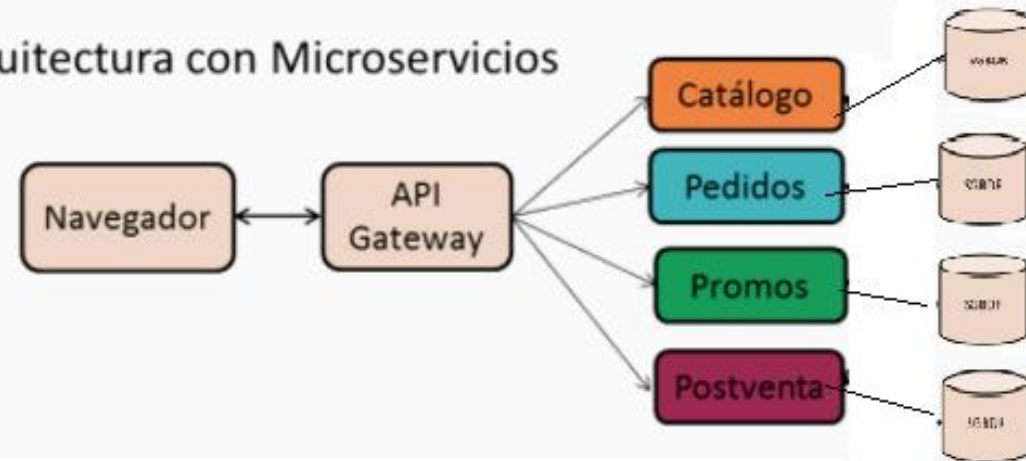 uitectura con Microservicios
Navegador
API
Gateway
Catálogo
Pedidos
Promos
Postventa